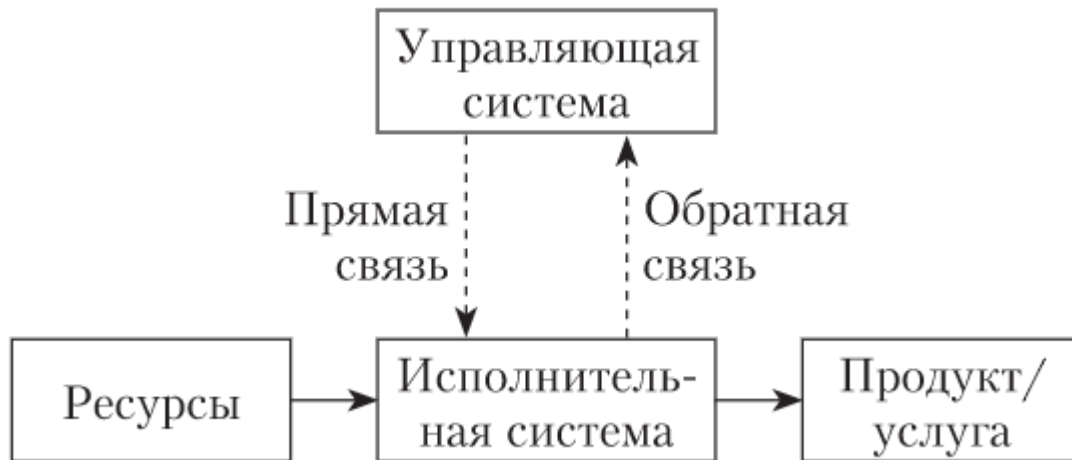 Управляющая
система
Прямая
связь
Обратная
связь
Ресурсы
Исполнитель-
ная система
Продукт/
услуга